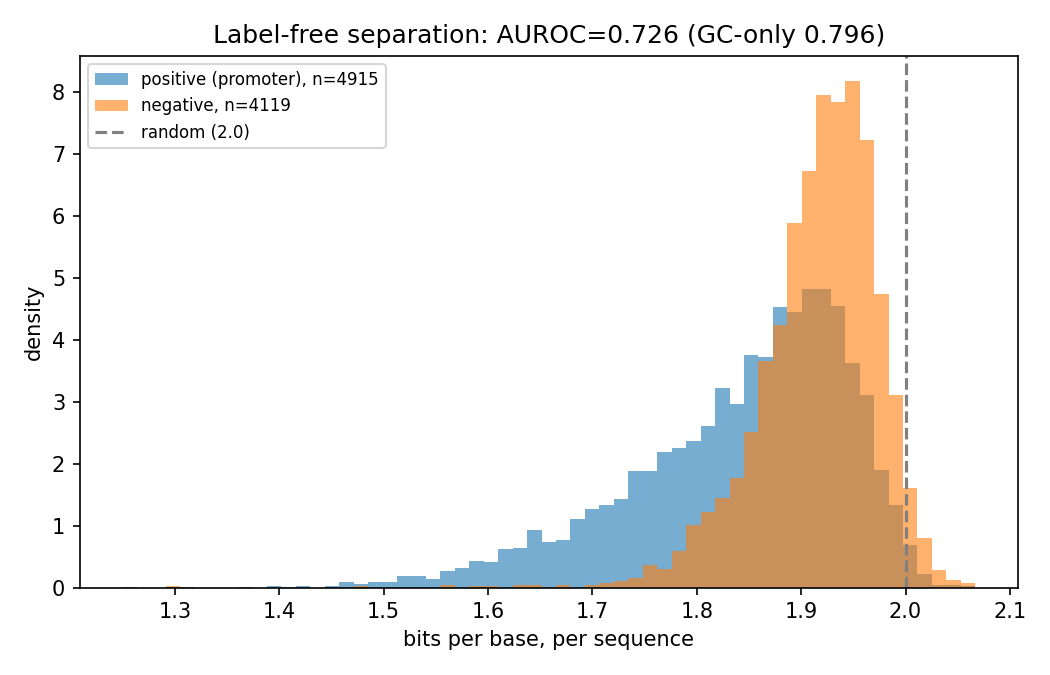 Label-free separation: AUROC=0.726 (GC-only 0.796)
positive (promoter), n=4915
negative, n=4119
random (2.0)
density
8
7
6
5
4
3
2
1
0
1.3 1.4 1.5 1.6 1.7 1.8 1.9 2.0 2.1
bits per base, per sequence